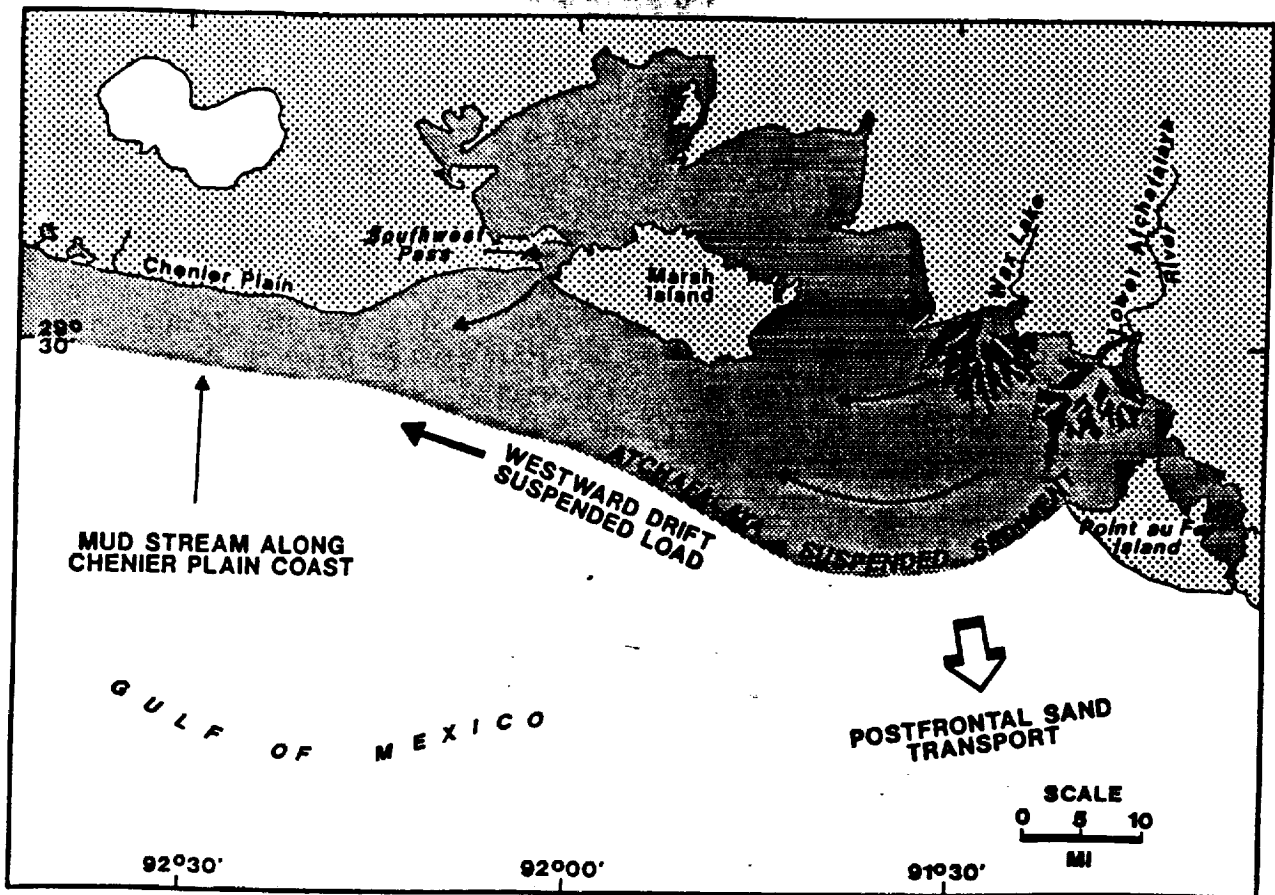 Southwest
Pass
Chenier Plain
Marsh
Island
Wax Lake
Lower Atchafalaya
River
29°
30'
WESTWARD DRIFT
SUSPENDED LOAD
ATCHAFALAYA SUSPENDED SEDIMENT
Point au Fer
Island
MUD STREAM ALONG
CHENIER PLAIN COAST
GULF OF MEXICO
POSTFRONTAL SAND
TRANSPORT
SCALE
0 5 10
MI
92°30'
92°00'
91°30'